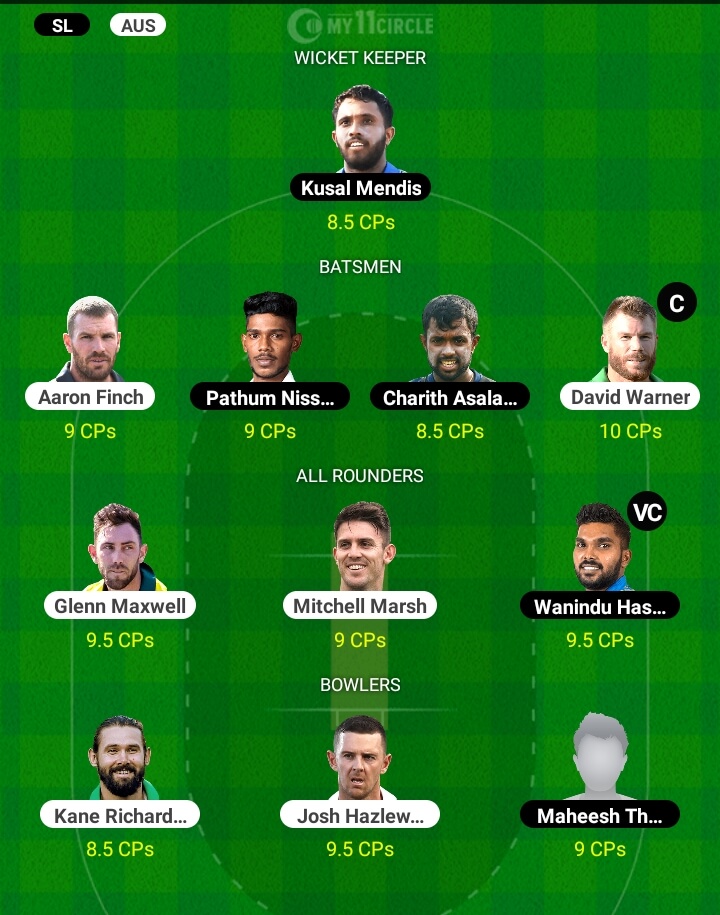 SL AUS MY11CIRCLE
WICKET KEEPER
Kusal Mendis
8.5 CPs
BATSMEN
C
Aaron Finch Pathum Niss... Charith Asala... David Warner
9 CPs 9 CPs 8.5 CPs 10 CPs
ALL ROUNDERS
VC
Glenn Maxwell Mitchell Marsh Wanindu Has...
9.5 CPs 9 CPs 9.5 CPs
BOWLERS
Kane Richard... Josh Hazlew... Maheesh Th...
8.5 CPs 9.5 CPs 9 CPs